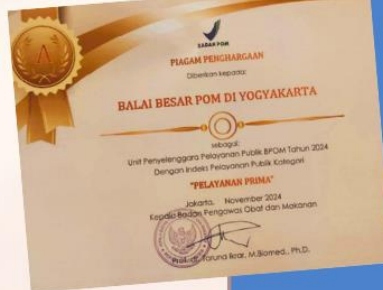 A
BADAN POM
PIAGAM PENGHARGAAN
Diberikan kepada:
BALAI BESAR POM DI YOGYAKARTA
sebagai:
Unit Penyelenggara Pelayanan Publik BPOM Tahun 2024
Dengan Indeks Pelayanan Publik Kategori
"PELAYANAN PRIMA"
Jakarta, November 2024
Kepala Badan Pengawas Obat dan Makanan
Prof. dr. Taruna Ikrar, M.Biomed., Ph.D.